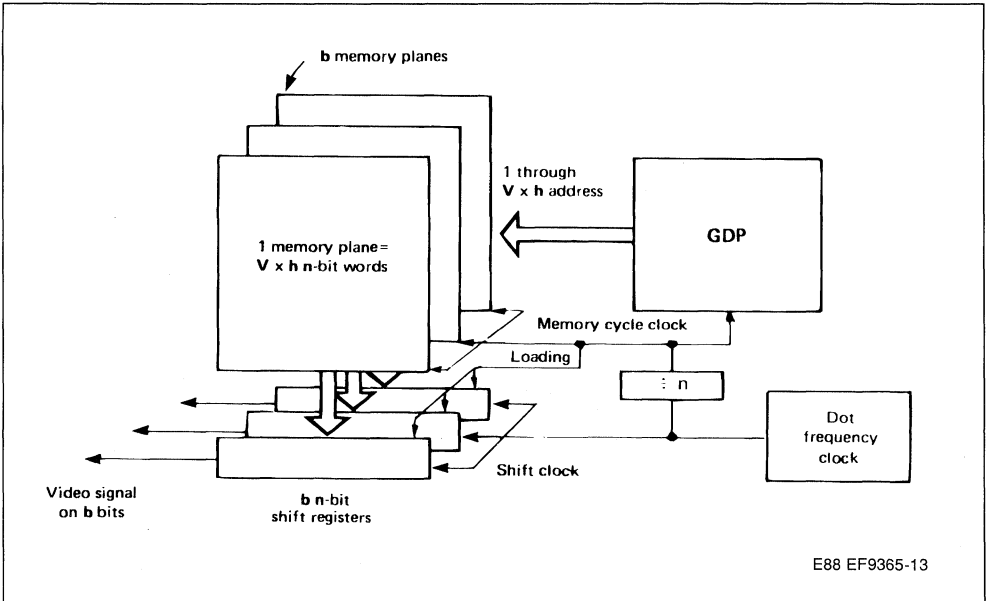 b memory planes
1 through
V x h address
GDP
1 memory plane=
V x h n-bit words
Memory cycle clock
Loading
⋮ n
Dot
frequency
clock
Shift clock
Video signal
on b bits
b n-bit
shift registers
E88 EF9365-13